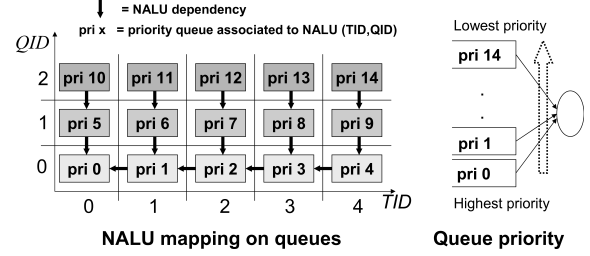 = NALU dependency
pri x = priority queue associated to NALU (TID,QID)
QID
2 pri 10 pri 11 pri 12 pri 13 pri 14
1 pri 5 pri 6 pri 7 pri 8 pri 9
0 pri 0 pri 1 pri 2 pri 3 pri 4
0 1 2 3 4 TID
NALU mapping on queues
Lowest priority
pri 14
.
.
pri 1
pri 0
Highest priority
Queue priority